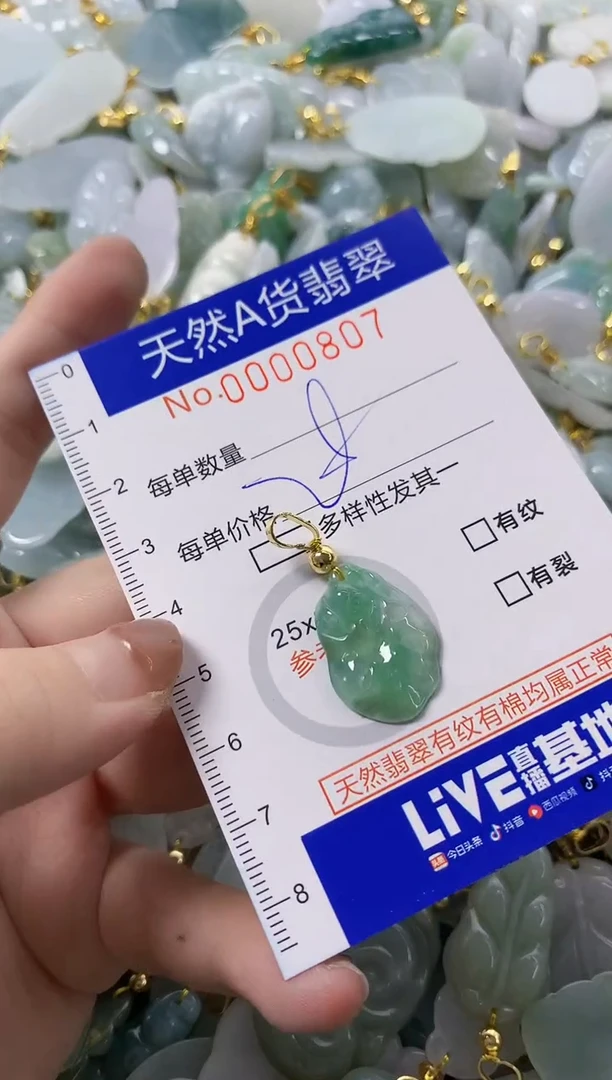 天然A货翡翠
No.0000807
每单数量
每单价格
多样性发其一
有纹
有裂
25x
天然翡翠有纹有棉均属正常
LiVE直播基地
今日头条 抖音 西瓜视频
0
1
2
3
4
5
6
7
8